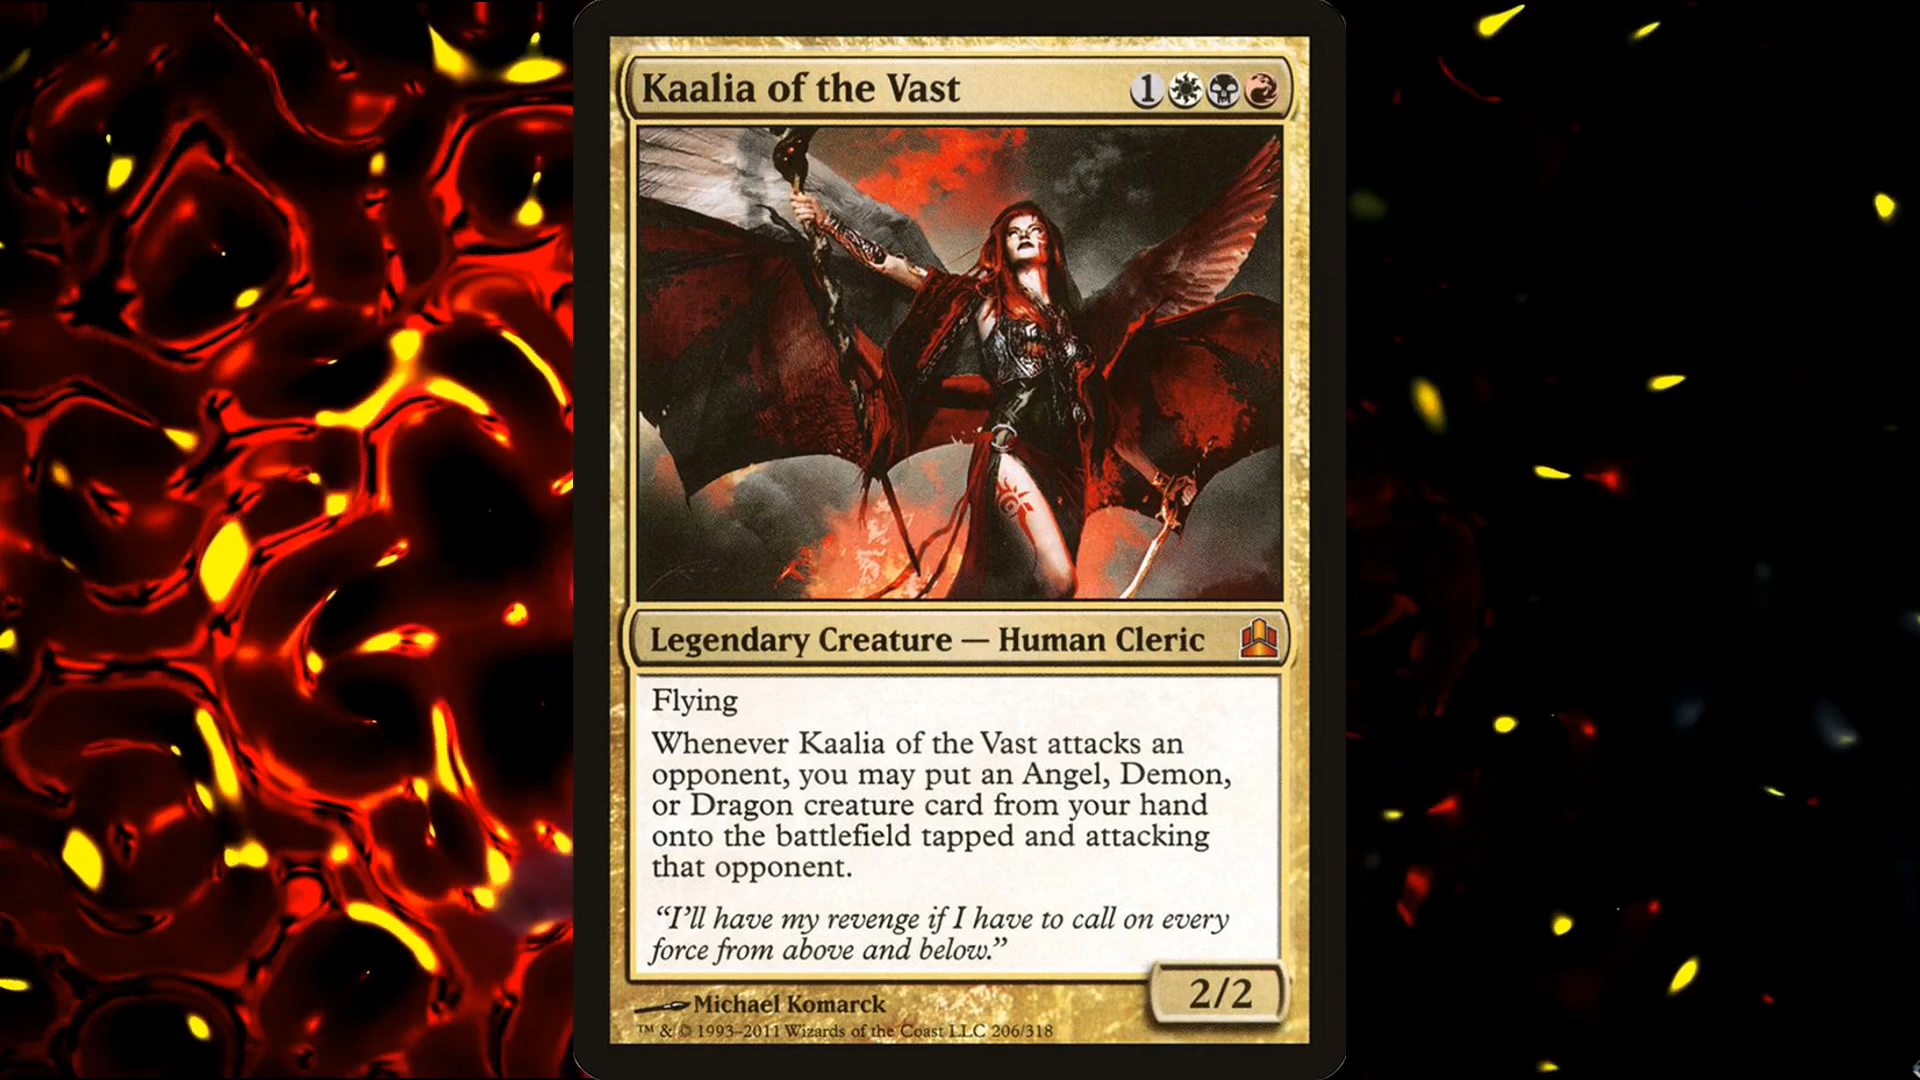 Kaalia of the Vast 1
Legendary Creature — Human Cleric
Flying
Whenever Kaalia of the Vast attacks an
opponent, you may put an Angel, Demon,
or Dragon creature card from your hand
onto the battlefield tapped and attacking
that opponent.
“I’ll have my revenge if I have to call on every
force from above and below.”
2/2
Michael Komarck
™ & © 1993–2011 Wizards of the Coast LLC 206/318